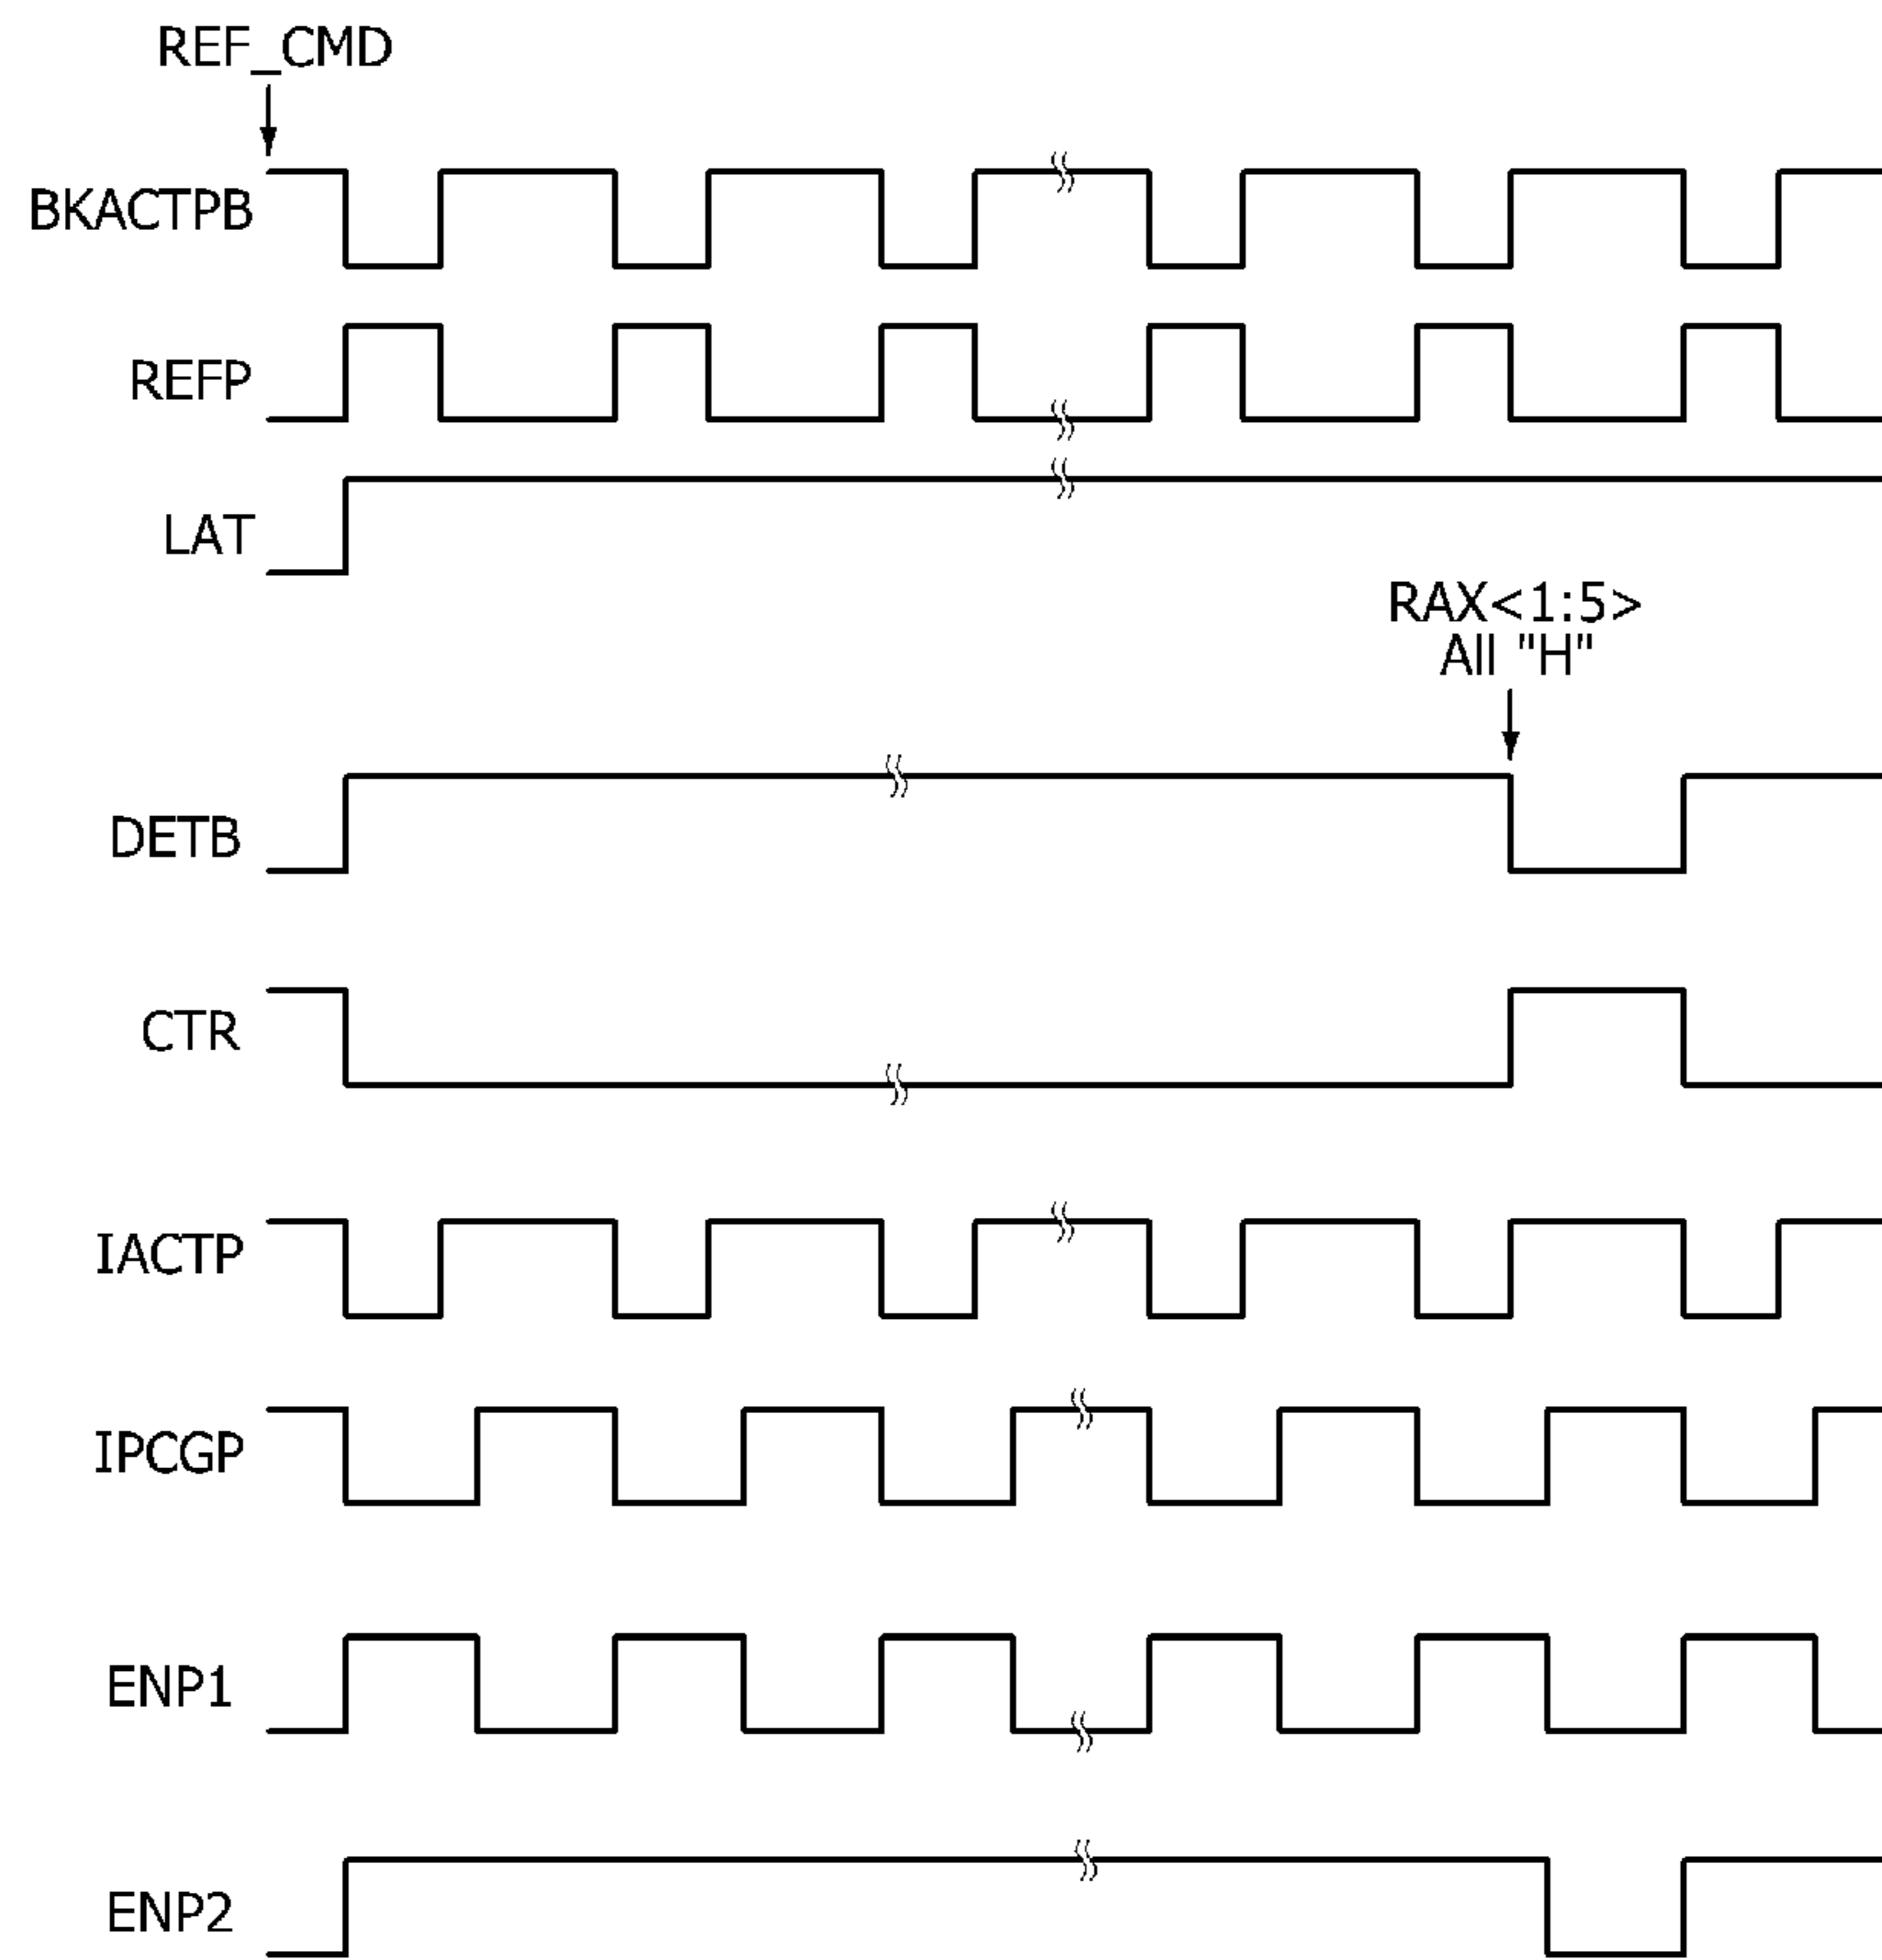 REF_CMD
BKACTPB
REFP
LAT
RAX<1:5>
All "H"
DETB
CTR
IACTP
IPCGP
ENP1
ENP2